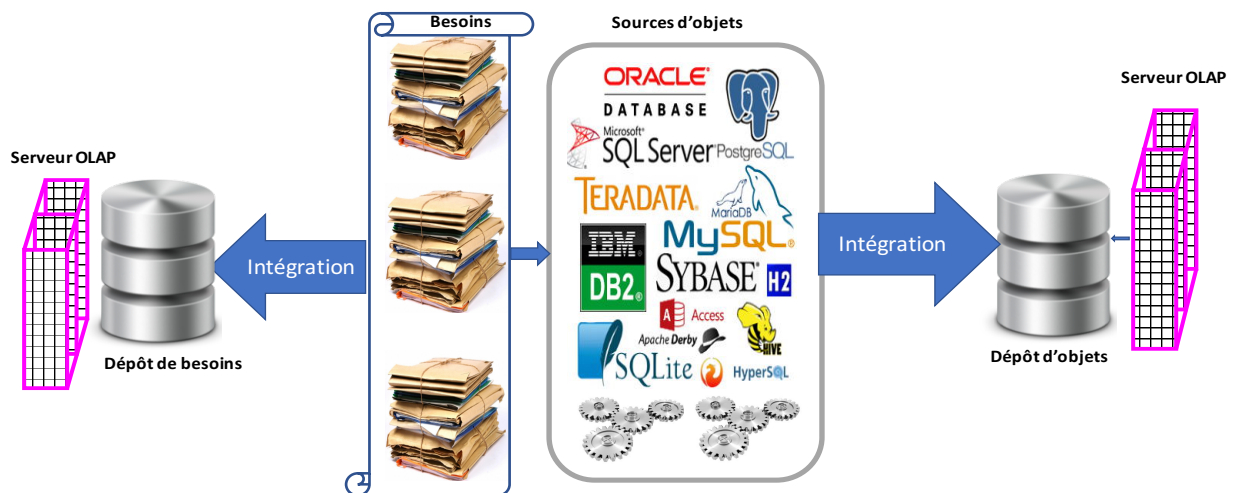 Besoins
Sources d'objets
Serveur OLAP
Intégration
Dépôt de besoins
ORACLE®
DATABASE
Microsoft®
SQL Server®
PostgreSQL
TERADATA®
MariaDB
MySQL®
IBM
DB2®
SYBASE®
H2
Access
Apache Derby
HIVE
SQLite
HyperSQL
Intégration
Serveur OLAP
Dépôt d'objets